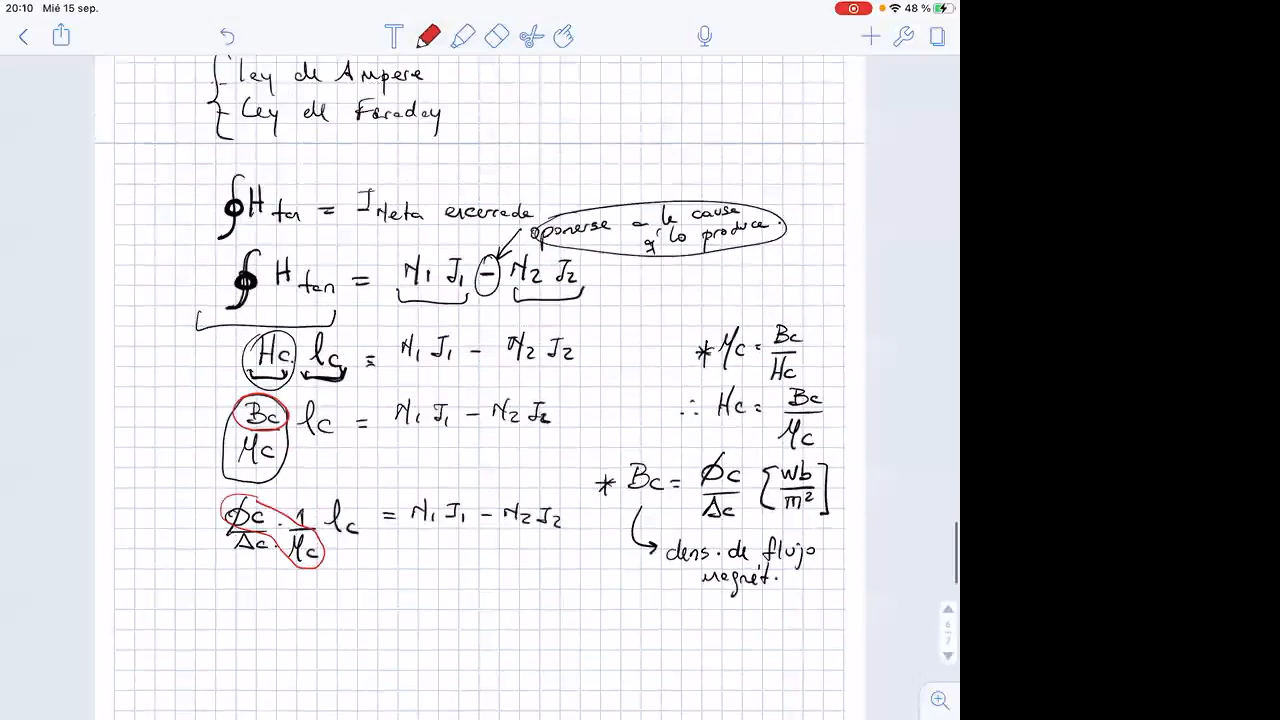 20:10 Mié 15 sep.
48 %
T
- Ley de Ampere
- Ley de Faraday
∮ H tan = I Neta encerrada
oponerse a la cause
q' lo produce.
∮ H tan = N1 I1 - N2 I2
Hc. lc = N1 I1 - N2 I2
* μc = Bc / Hc
Bc / μc lc = N1 I1 - N2 I2
∴ Hc = Bc / μc
* Bc = ϕc / Ac [wb / m²]
ϕc / Ac . 1 / μc lc = N1 I1 - N2 I2
dens. de flujo
magnét.
6
7